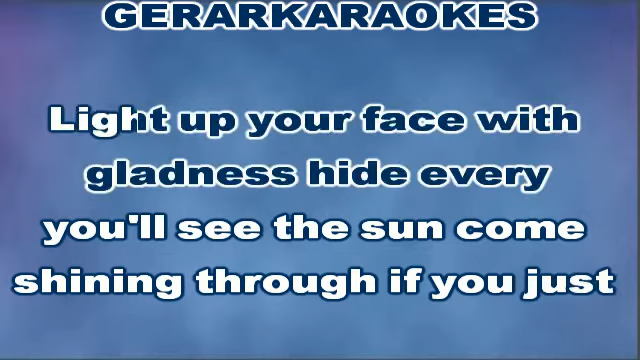 GERARKARAOKES
Light up your face with
gladness hide every
you'll see the sun come
shining through if you just